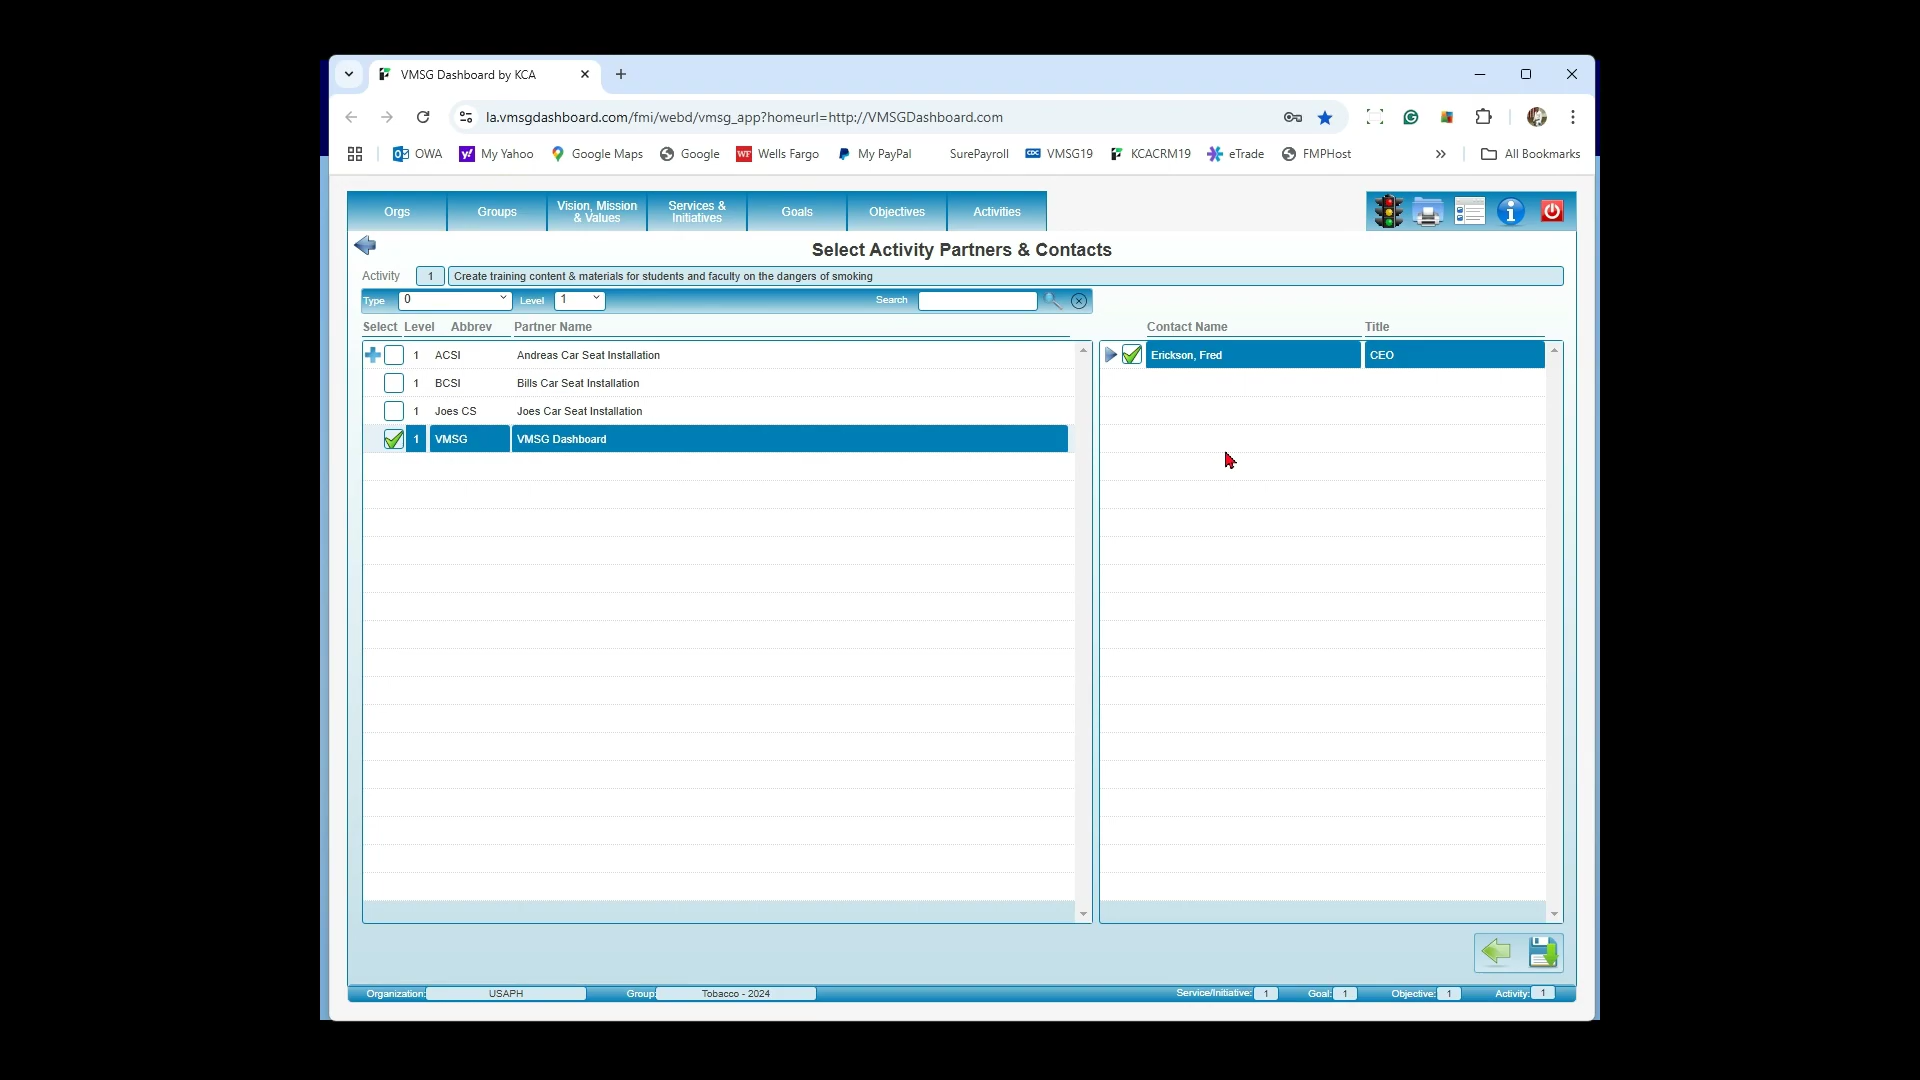 VMSG Dashboard by KCA
la.vmsgdashboard.com/fmi/webd/vmsg_app?homeurl=http://VMSGDashboard.com
OWA My Yahoo Google Maps Google WF Wells Fargo My PayPal SurePayroll CDC VMSG19 KCACRM19 eTrade FMPHost » All Bookmarks
Orgs Groups Vision, Mission & Values Services & Initiatives Goals Objectives Activities
Select Activity Partners & Contacts
Activity 1 Create training content & materials for students and faculty on the dangers of smoking
Type 0 Level 1 Search
Select Level Abbrev Partner Name Contact Name Title
1 ACSI Andreas Car Seat Installation Erickson, Fred CEO
1 BCSI Bills Car Seat Installation
1 Joes CS Joes Car Seat Installation
1 VMSG VMSG Dashboard
Organization: USAPH Group: Tobacco - 2024 Service/Initiative: 1 Goal: 1 Objective: 1 Activity: 1